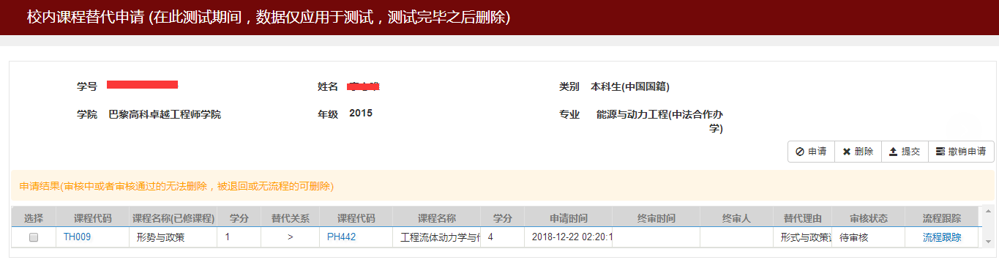 校内课程替代申请 (在此测试期间，数据仅应用于测试，测试完毕之后删除)
学号 姓名 类别 本科生(中国国籍)
学院 巴黎高科卓越工程师学院 年级 2015 专业 能源与动力工程(中法合作办
学)
申请 删除 提交 撤销申请
申请结果(审核中或者审核通过的无法删除，被退回或无流程的可删除)
选择 课程代码 课程名称(已修课程) 学分 替代关系 课程代码 课程名称 学分 申请时间 终审时间 终审人 替代理由 审核状态 流程跟踪
TH009 形势与政策 1 > PH442 工程流体动力学与 4 2018-12-22 02:20:1 形式与政策 待审核 流程跟踪